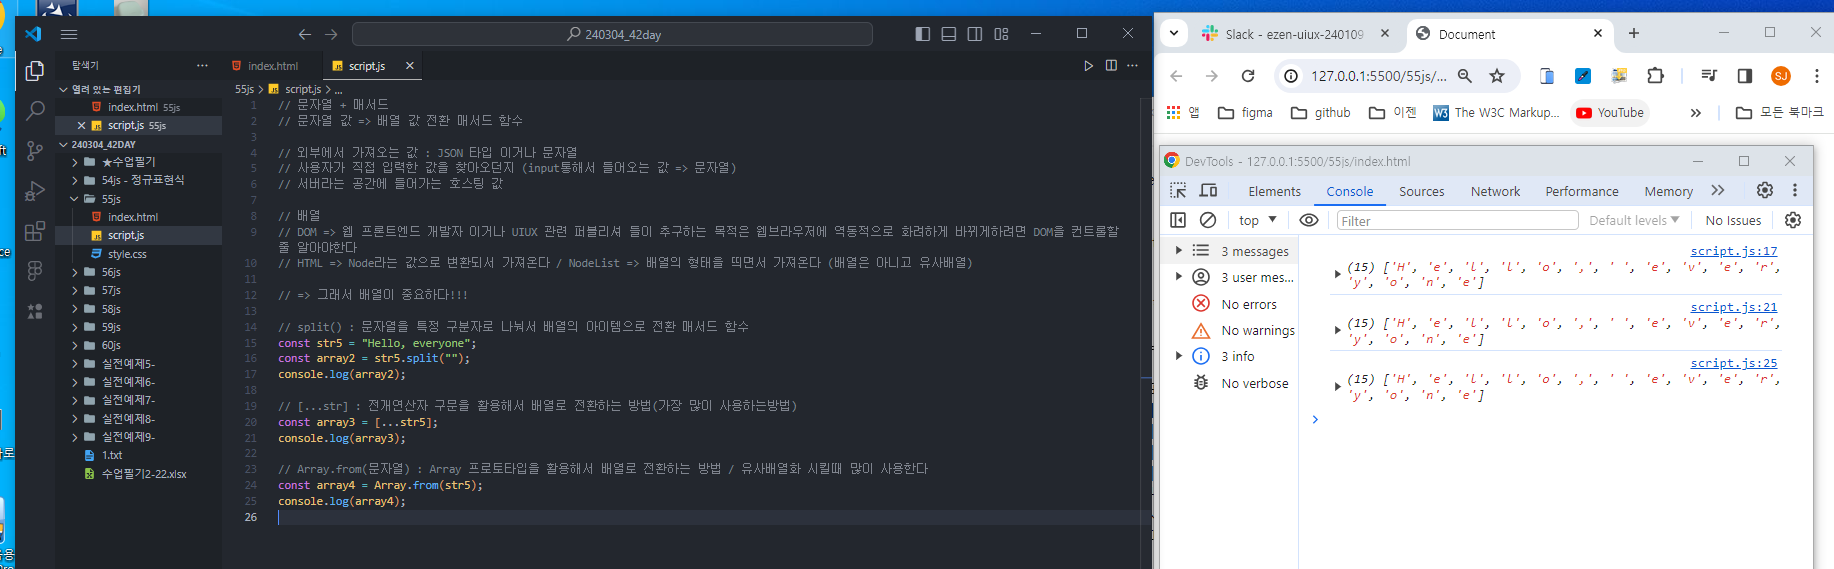 240304_42day
탐색기
열려 있는 편집기
index.html 55js
script.js 55js
240304_42DAY
★수업필기
54js - 정규표현식
55js
index.html
script.js
style.css
56js
57js
58js
59js
60js
실전예제5-
실전예제6-
실전예제7-
실전예제8-
실전예제9-
1.txt
수업필기2-22.xlsx
index.html
script.js
55js > script.js > ...
1 // 문자열 + 매서드
2 // 문자열 값 => 배열 값 전환 매서드 함수
3
4 // 외부에서 가져오는 값 : JSON 타입 이거나 문자열
5 // 사용자가 직접 입력한 값을 찾아오던지 (input통해서 들어오는 값 => 문자열)
6 // 서버라는 공간에 들어가는 호스팅 값
7
8 // 배열
9 // DOM => 웹 프론트엔드 개발자 이거나 UIUX 관련 퍼블리셔 들이 추구하는 목적은 웹브라우저에 역동적으로 화려하게 바뀌게하려면 DOM을 컨트롤할
줄 알아야한다
10 // HTML => Node라는 값으로 변환되서 가져온다 / NodeList => 배열의 형태을 띄면서 가져온다 (배열은 아니고 유사배열)
11
12 // => 그래서 배열이 중요하다!!!
13
14 // split() : 문자열을 특정 구분자로 나눠서 배열의 아이템으로 전환 매서드 함수
15 const str5 = "Hello, everyone";
16 const array2 = str5.split("");
17 console.log(array2);
18
19 // [...str] : 전개연산자 구문을 활용해서 배열로 전환하는 방법(가장 많이 사용하는방법)
20 const array3 = [...str5];
21 console.log(array3);
22
23 // Array.from(문자열) : Array 프로토타입을 활용해서 배열로 전환하는 방법 / 유사배열화 시킬때 많이 사용한다
24 const array4 = Array.from(str5);
25 console.log(array4);
26
Slack - ezen-uiux-240109
Document
127.0.0.1:5500/55js/...
SJ
앱
figma
github
이젠
W3 The W3C Markup...
YouTube
모든 북마크
DevTools - 127.0.0.1:5500/55js/index.html
Elements Console Sources Network Performance Memory
top
Filter
Default levels
No Issues
3 messages
3 user mes...
No errors
No warnings
3 info
No verbose
script.js:17
(15) ['H', 'e', 'l', 'l', 'o', ',', ' ', 'e', 'v', 'e', 'r',
'y', 'o', 'n', 'e']
script.js:21
(15) ['H', 'e', 'l', 'l', 'o', ',', ' ', 'e', 'v', 'e', 'r',
'y', 'o', 'n', 'e']
script.js:25
(15) ['H', 'e', 'l', 'l', 'o', ',', ' ', 'e', 'v', 'e', 'r',
'y', 'o', 'n', 'e']